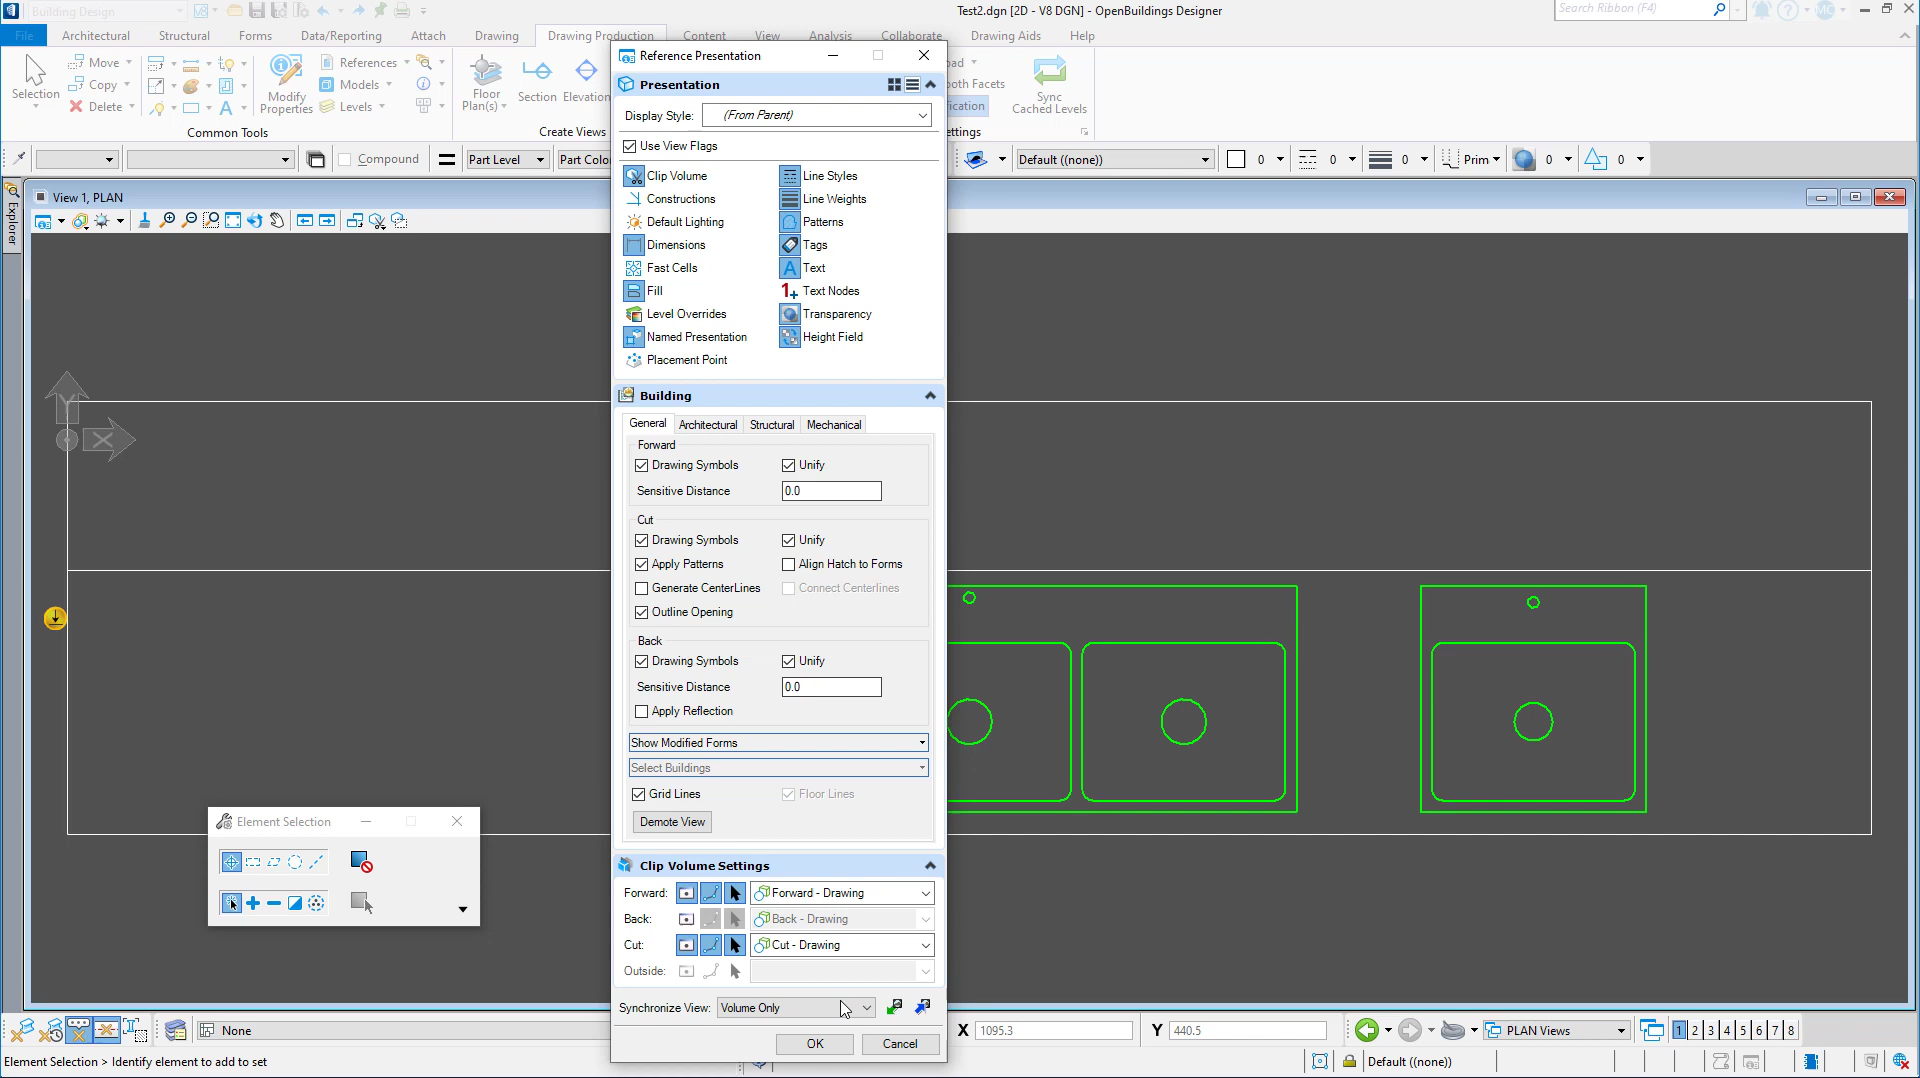 Building Design
Test2.dgn [2D - V8 DGN] - OpenBuildings Designer
Search Ribbon (F4)
MC
File
Architectural
Structural
Forms
Data/Reporting
Attach
Drawing
Drawing Production
Content
View
Analysis
Collaborate
Drawing Aids
Help
Selection
Move
Copy
Delete
Modify
Properties
References
Models
Levels
Common Tools
Floor
Plan(s)
Section
Elevation
Create Views
Sync
Cached Levels
Compound
Part Level
Default ((none))
0
0
0
Prim
0
0
View 1, PLAN
Explorer
Y
X
Reference Presentation
Presentation
Display Style:
(From Parent)
Use View Flags
Clip Volume
Line Styles
Constructions
Line Weights
Default Lighting
Patterns
Dimensions
Tags
Fast Cells
Text
Fill
Text Nodes
Level Overrides
Transparency
Named Presentation
Height Field
Placement Point
Building
General
Architectural
Structural
Mechanical
Forward
Drawing Symbols
Unify
Sensitive Distance
0.0
Cut
Drawing Symbols
Unify
Apply Patterns
Align Hatch to Forms
Generate CenterLines
Connect Centerlines
Outline Opening
Back
Drawing Symbols
Unify
Sensitive Distance
0.0
Apply Reflection
Show Modified Forms
Select Buildings
Grid Lines
Floor Lines
Demote View
Clip Volume Settings
Forward:
Forward - Drawing
Back:
Back - Drawing
Cut:
Cut - Drawing
Outside:
Synchronize View:
Volume Only
OK
Cancel
Element Selection
None
X
1095.3
Y
440.5
PLAN Views
1 2 3 4 5 6 7 8
Element Selection > Identify element to add to set
Default ((none))